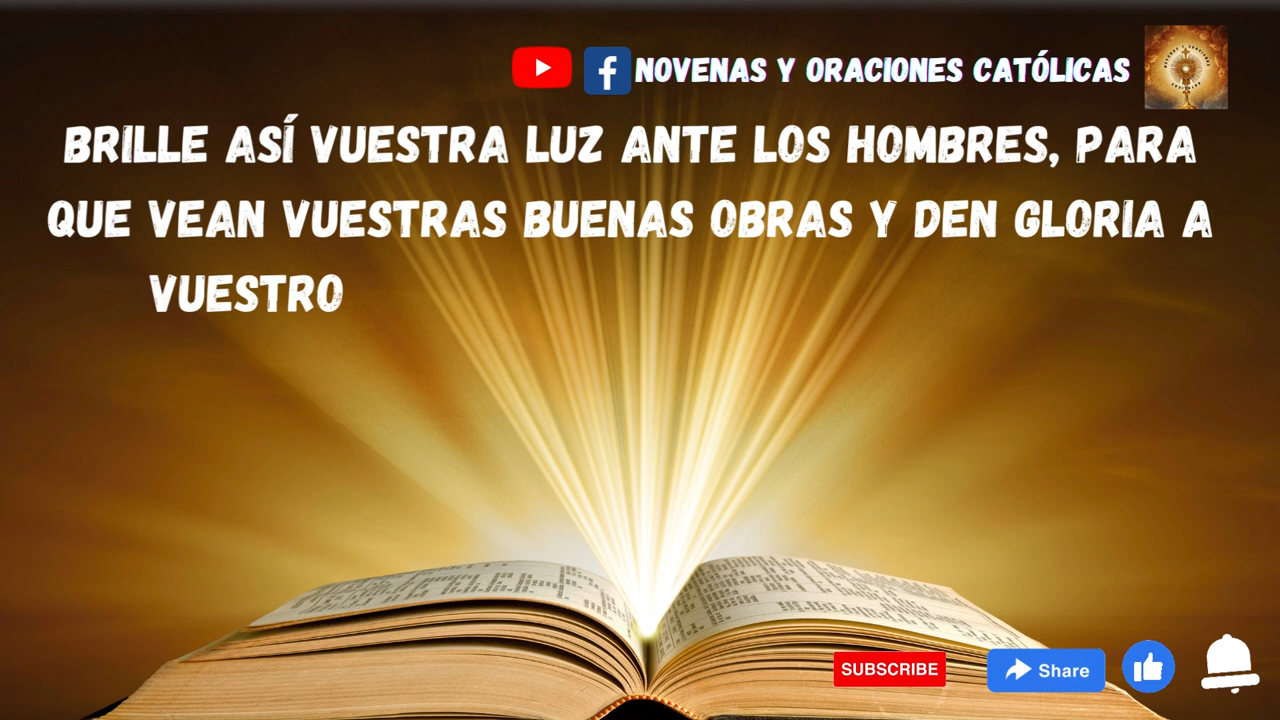 NOVENAS Y ORACIONES CATÓLICAS
BRILLE ASÍ VUESTRA LUZ ANTE LOS HOMBRES, PARA
QUE VEAN VUESTRAS BUENAS OBRAS Y DEN GLORIA A
VUESTRO
SUBSCRIBE
Share